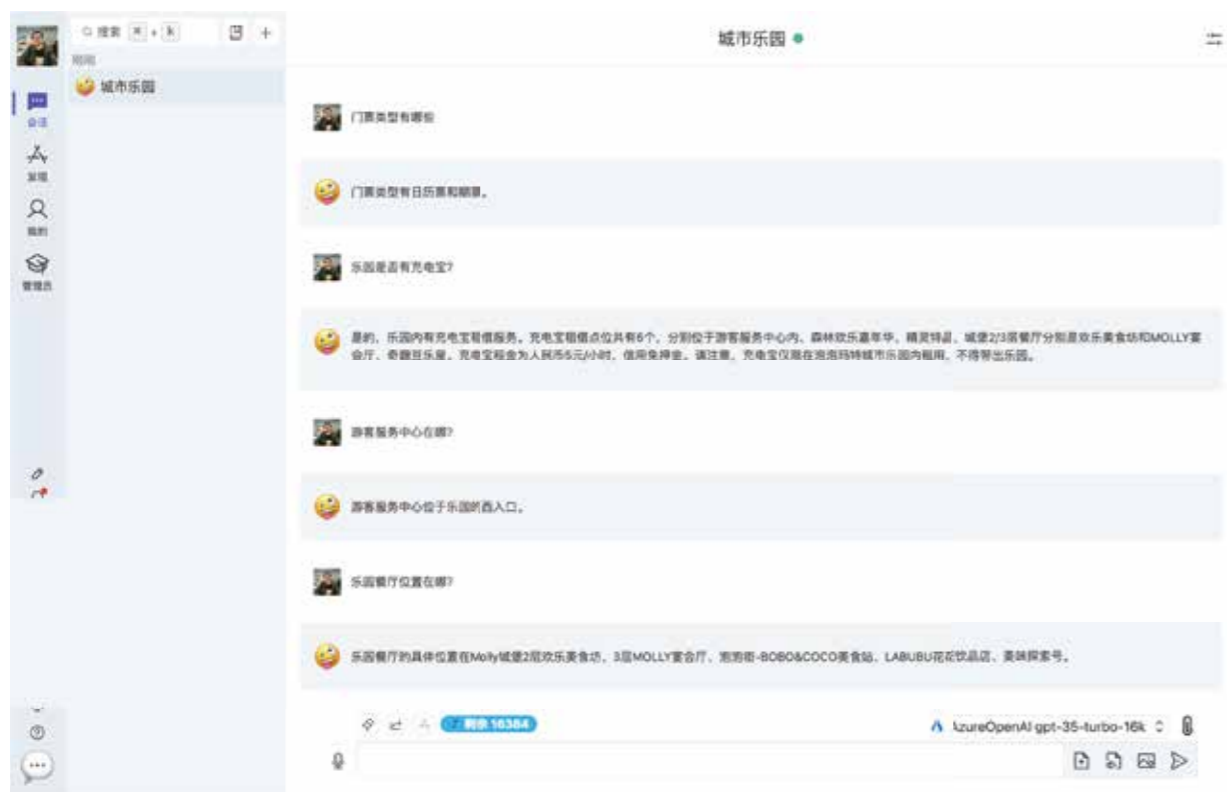 搜索 ⌘ + k
刚刚
城市乐园
会话
发现
我的
管理员
城市乐园
门票类型有哪些
门票类型有日历票和期票。
乐园是否有充电宝?
是的,乐园内有充电宝租借服务。充电宝租借点位共有6个,分别位于游客服务中心内、森林欢乐嘉年华、精灵特品、城堡2/3层餐厅分别是欢乐美食坊和MOLLY宴
会厅、奇趣豆乐屋。充电宝租金为人民币5元/小时,信用免押金。请注意,充电宝仅限在泡泡玛特城市乐园内租用,不得带出乐园。
游客服务中心在哪?
游客服务中心位于乐园的西入口。
乐园餐厅位置在哪?
乐园餐厅的具体位置在Molly城堡2层欢乐美食坊、3层MOLLY宴会厅、泡泡街-BOBO&COCO美食站、LABUBU花花饮品店、美味探索号。
剩余 16384
AzureOpenAI gpt-35-turbo-16k